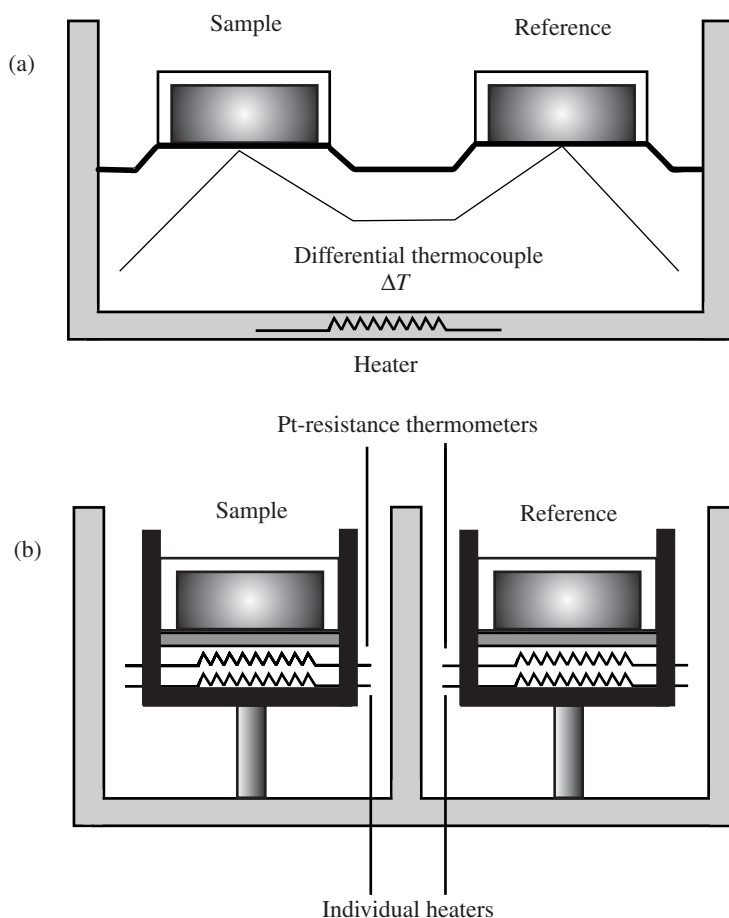 Sample
Reference
(a)
Differential thermocouple
ΔT
Heater
Pt-resistance thermometers
Sample
Reference
(b)
Individual heaters